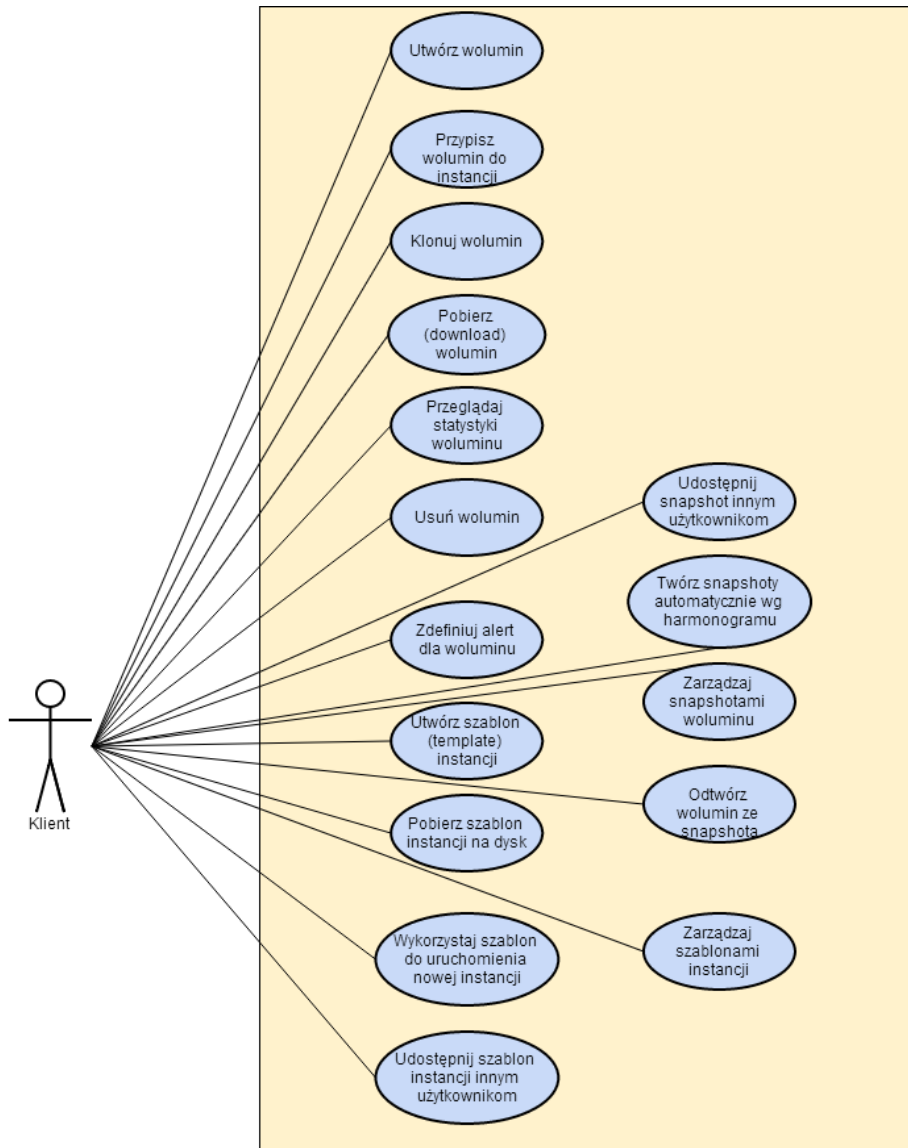 Utwórz wolumin
Przypisz
wolumin do
instancji
Klonuj wolumin
Pobierz
(download)
wolumin
Przeglądaj
statystyki
woluminu
Usuń wolumin
Udostępnij
snapshot innym
użytkownikom
Twórz snapshoty
automatycznie wg
harmonogramu
Zdefiniuj alert
dla woluminu
Zarządzaj
snapshotami
woluminu
Utwórz szablon
(template)
instancji
Odtwórz
wolumin ze
snapshota
Klient
Pobierz szablon
instancji na dysk
Wykorzystaj szablon
do uruchomienia
nowej instancji
Zarządzaj
szablonami
instancji
Udostępnij szablon
instancji innym
użytkownikom